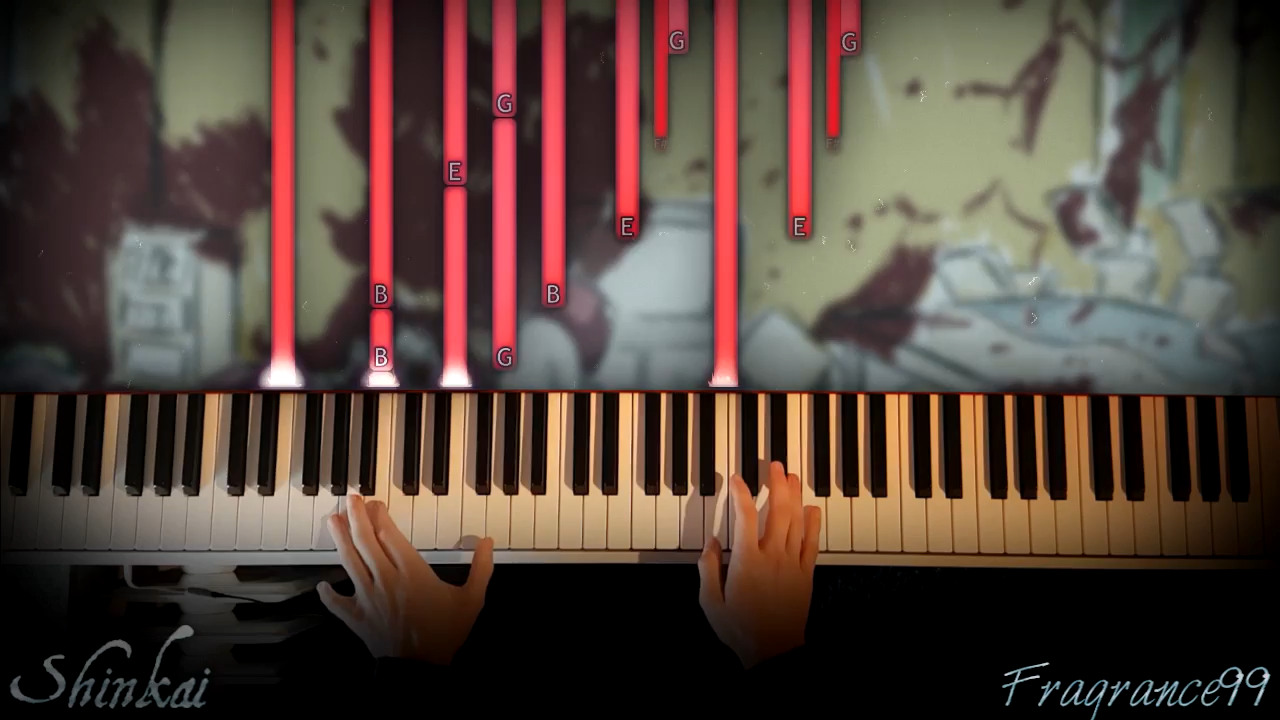 G G
G
E
E E
B B
B G
F# F#
Shinkai
Fragrance99